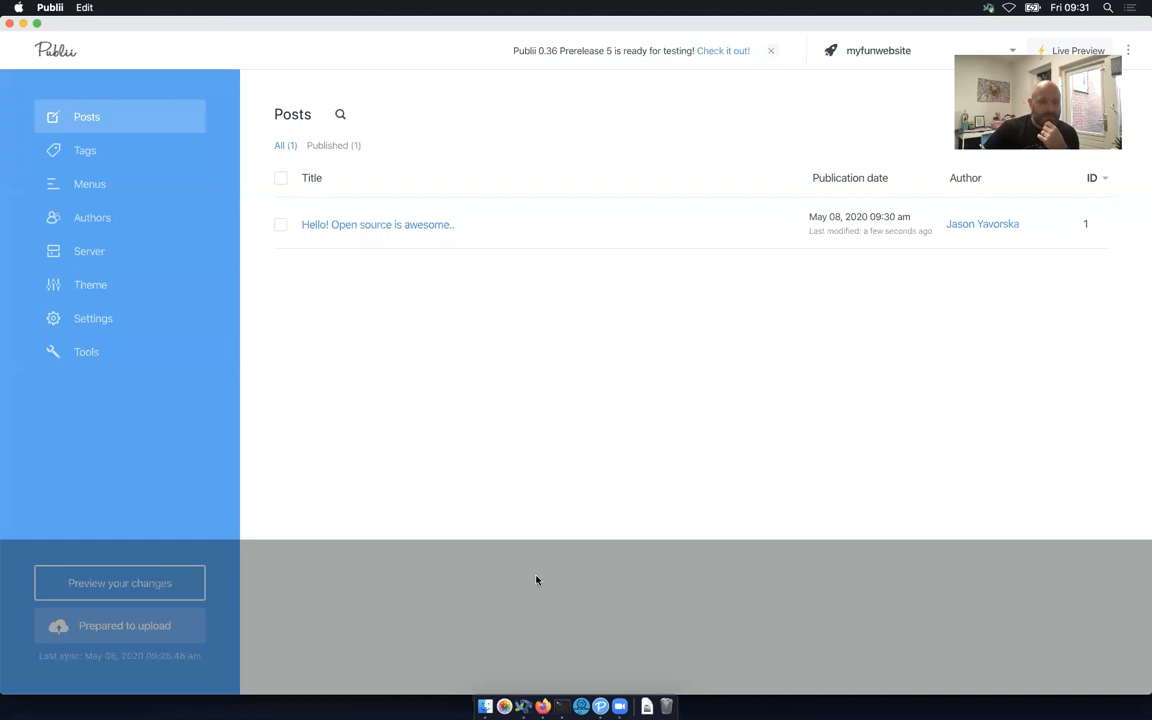 Publii Edit Fri 09:31
Publii
Publii 0.36 Prerelease 5 is ready for testing! Check it out!
myfunwebsite
Live Preview
Posts
Tags
Menus
Authors
Server
Theme
Settings
Tools
Preview your changes
Prepared to upload
Last sync: May 08, 2020 09:25:46 am
Posts
All (1) Published (1)
Title Publication date Author ID
Hello! Open source is awesome.. May 08, 2020 09:30 am Jason Yavorska 1
Last modified: a few seconds ago